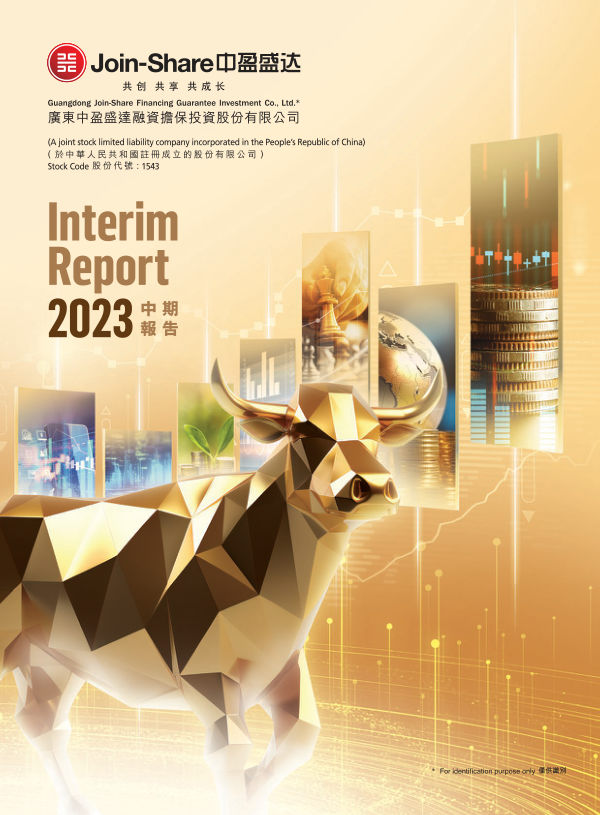 Join-Share中盈盛达
共创 共享 共成长
Guangdong Join-Share Financing Guarantee Investment Co., Ltd.*
廣東中盈盛達融資擔保投資股份有限公司
(A joint stock limited liability company incorporated in the People's Republic of China)
（於中華人民共和國註冊成立的股份有限公司）
Stock Code 股份代號 : 1543
Interim
Report
2023 中期
報告
* For identification purpose only 僅供識別